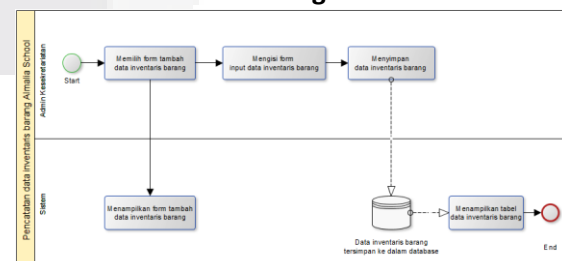 Pencatatan data inventaris barang Almalia School
Admin Kesekretariatan
Start
Memilih form tambah
data inventaris barang
Mengisi form
input data inventaris barang
Menyimpan
data inventaris barang
Sistem
Menampilkan form tambah
data inventaris barang
Data inventaris barang
tersimpan ke dalam database
Menampilkan tabel
data inventaris barang
End